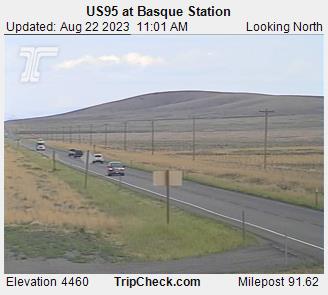 US95 at Basque Station
Updated: Aug 22 2023 11:01 AM Looking North
Elevation 4460 TripCheck.com Milepost 91.62